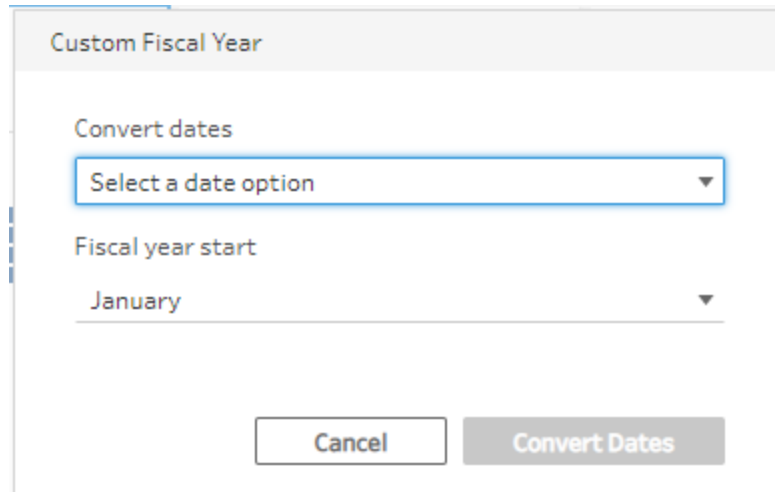 Custom Fiscal Year
Convert dates
Select a date option
Fiscal year start
January
Cancel
Convert Dates